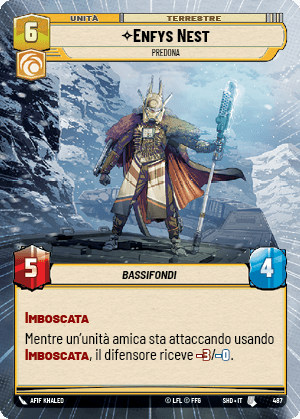 UNITÀ
TERRESTRE
6
✧ENFYS NEST
PREDONA
5
BASSIFONDI
4
IMBOSCATA
Mentre un'unità amica sta attaccando usando
IMBOSCATA, il difensore riceve -3/-0.
AFIF KHALED
© LFL © FFG
SHD • IT
487